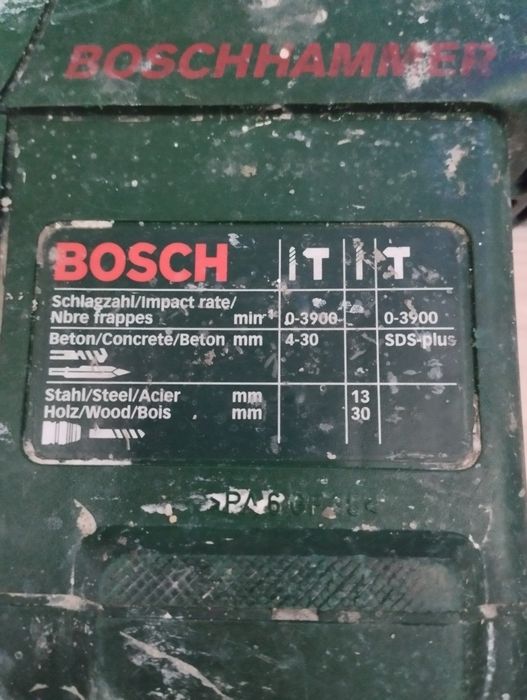 BOSCHHAMMER
BOSCH
Schlagzahl/Impact rate/
Nbre frappes min⁻¹ 0-3900 0-3900
Beton/Concrete/Beton mm 4-30 SDS-plus
Stahl/Steel/Acier mm 13
Holz/Wood/Bois mm 30